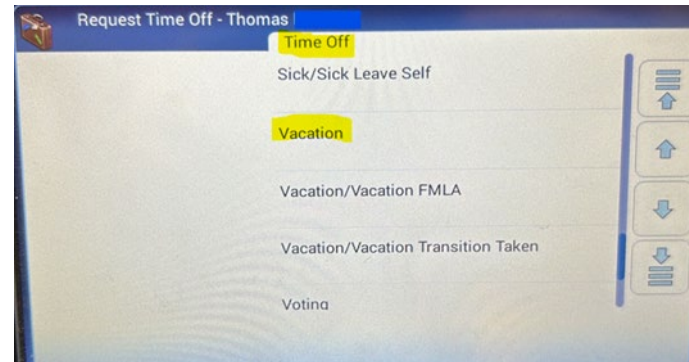 Request Time Off - Thomas
Time Off
Sick/Sick Leave Self
Vacation
Vacation/Vacation FMLA
Vacation/Vacation Transition Taken
Voting